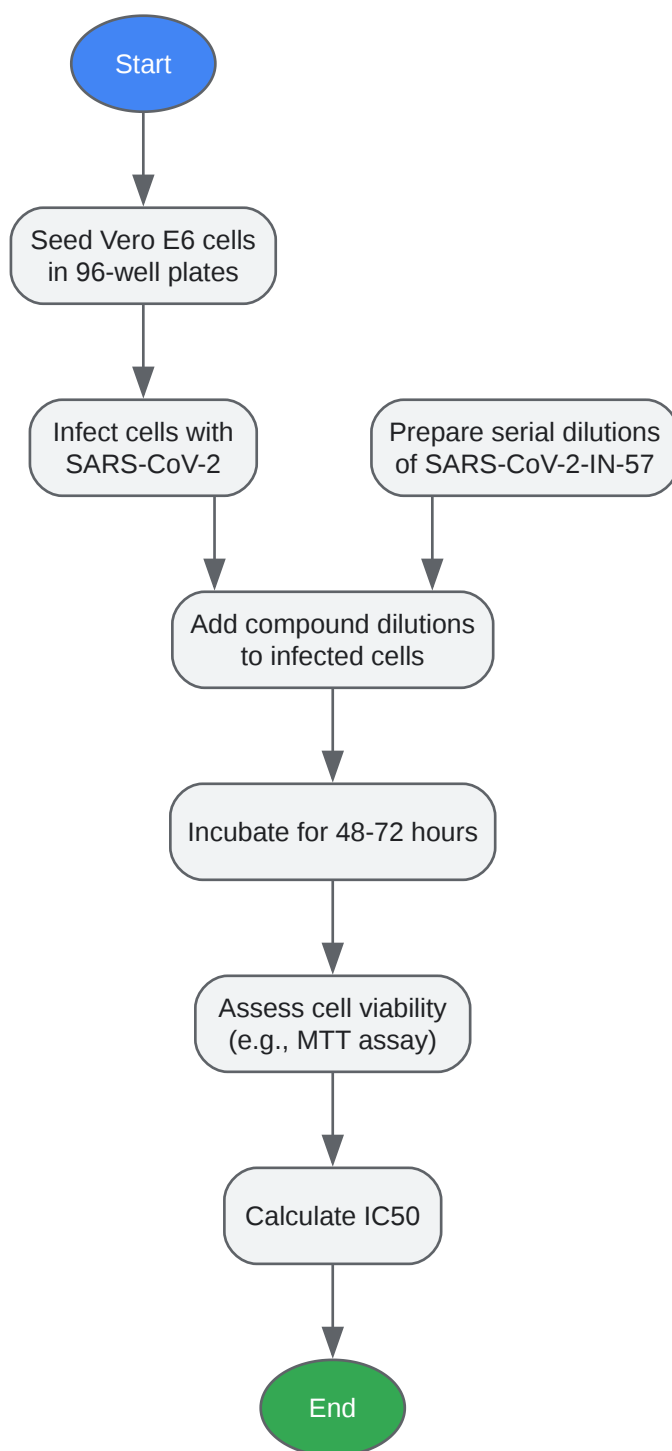 Start
Seed Vero E6 cells
in 96-well plates
Infect cells with
SARS-CoV-2
Prepare serial dilutions
of SARS-CoV-2-IN-57
Add compound dilutions
to infected cells
Incubate for 48-72 hours
Assess cell viability
(e.g., MTT assay)
Calculate IC50
End